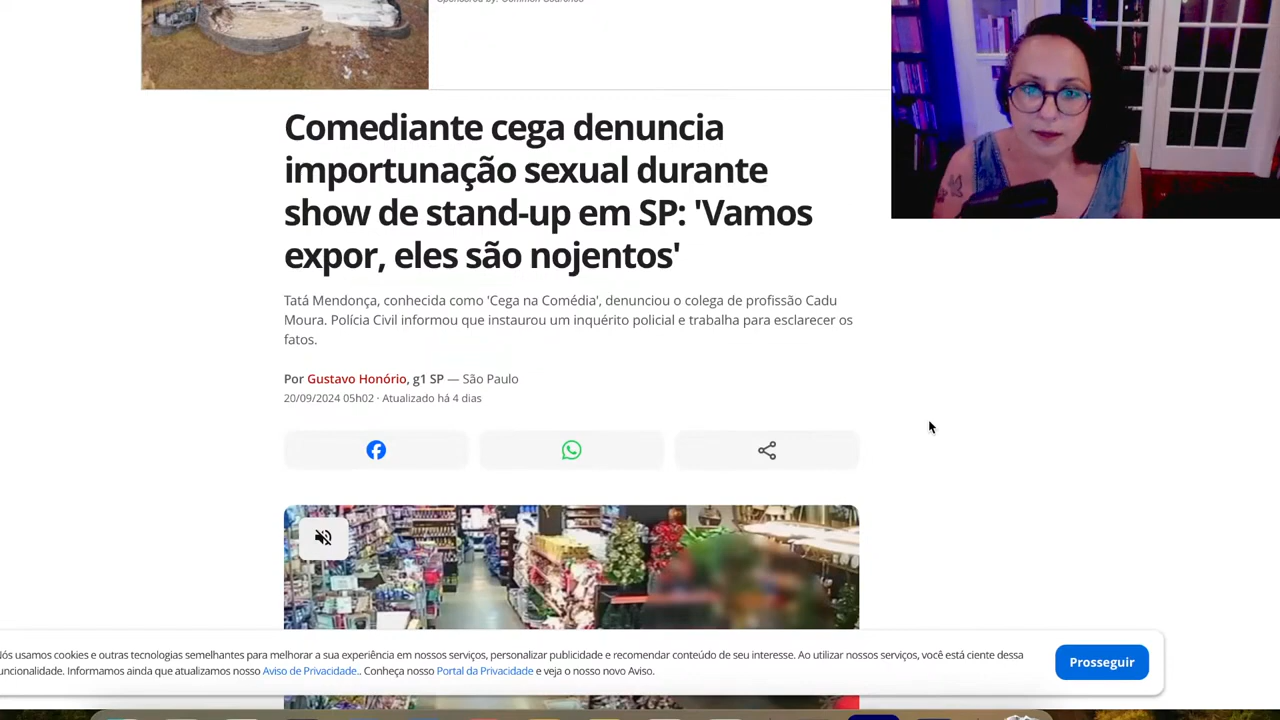 Comediante cega denuncia
importunação sexual durante
show de stand-up em SP: 'Vamos
expor, eles são nojentos'
Tatá Mendonça, conhecida como 'Cega na Comédia', denunciou o colega de profissão Cadu
Moura. Polícia Civil informou que instaurou um inquérito policial e trabalha para esclarecer os
fatos.
Por Gustavo Honório, g1 SP — São Paulo
20/09/2024 05h02 · Atualizado há 4 dias
Nós usamos cookies e outras tecnologias semelhantes para melhorar a sua experiência em nossos serviços, personalizar publicidade e recomendar conteúdo de seu interesse. Ao utilizar nossos serviços, você está ciente dessa
funcionalidade. Informamos ainda que atualizamos nosso Aviso de Privacidade.. Conheça nosso Portal da Privacidade e veja o nosso novo Aviso.
Prosseguir